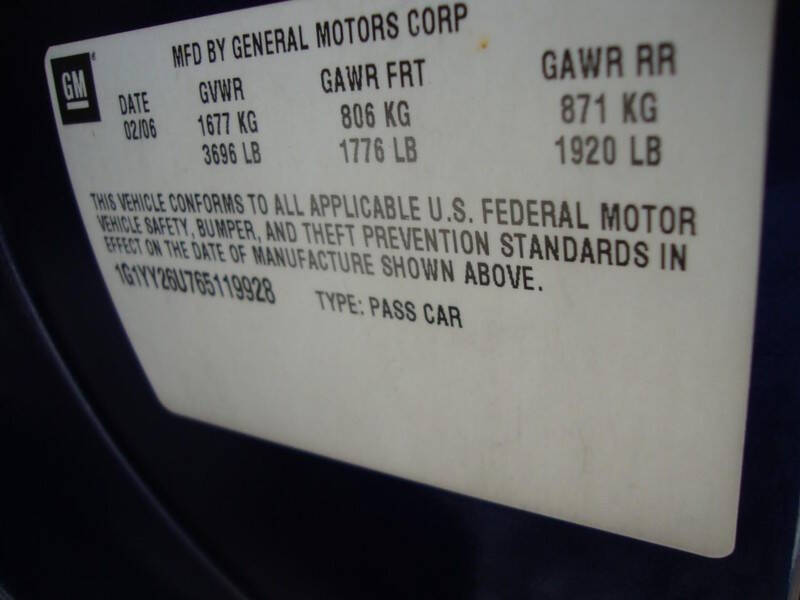 MFD BY GENERAL MOTORS CORP
GM
DATE GVWR GAWR FRT GAWR RR
02/06 1677 KG 806 KG 871 KG
3696 LB 1776 LB 1920 LB
THIS VEHICLE CONFORMS TO ALL APPLICABLE U.S. FEDERAL MOTOR
VEHICLE SAFETY, BUMPER, AND THEFT PREVENTION STANDARDS IN
EFFECT ON THE DATE OF MANUFACTURE SHOWN ABOVE.
1G1YY26U765119928 TYPE: PASS CAR